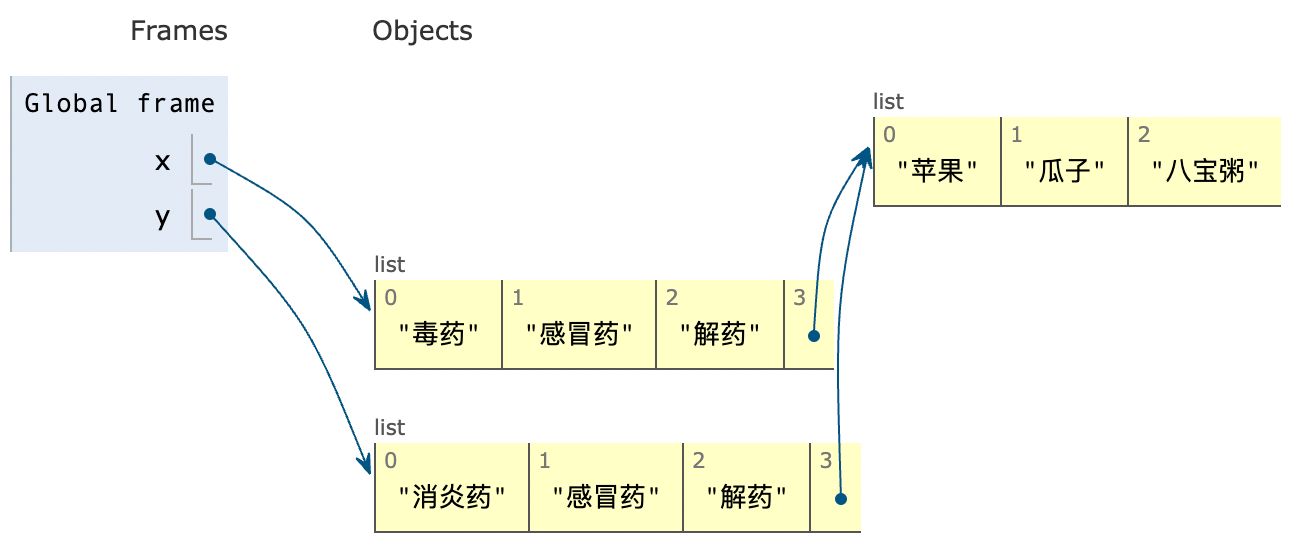 Frames Objects
Global frame
x
y
list
0 1 2
"苹果" "瓜子" "八宝粥"
list
0 1 2 3
"毒药" "感冒药" "解药"
list
0 1 2 3
"消炎药" "感冒药" "解药"